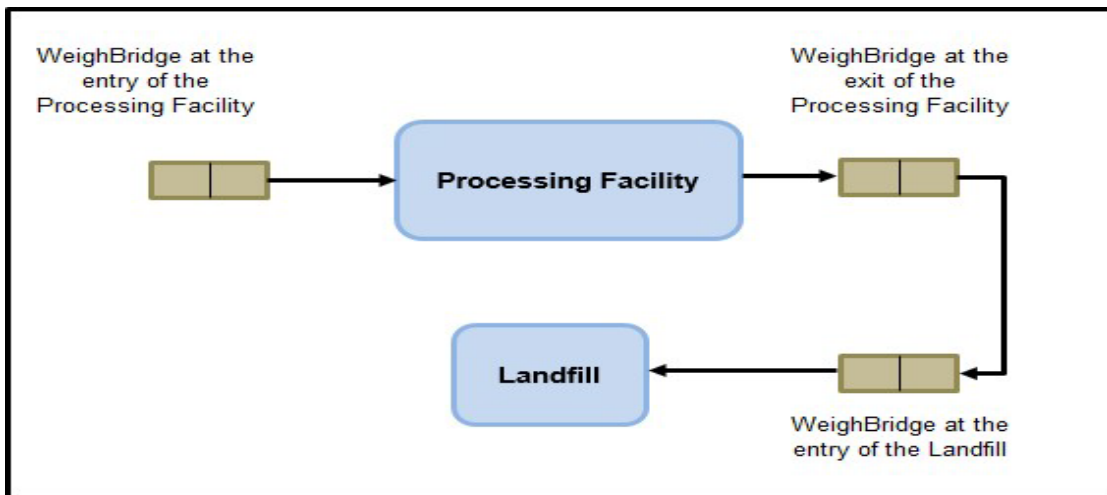 WeighBridge at the
entry of the
Processing Facility
WeighBridge at the
exit of the
Processing Facility
Processing Facility
Landfill
WeighBridge at the
entry of the Landfill